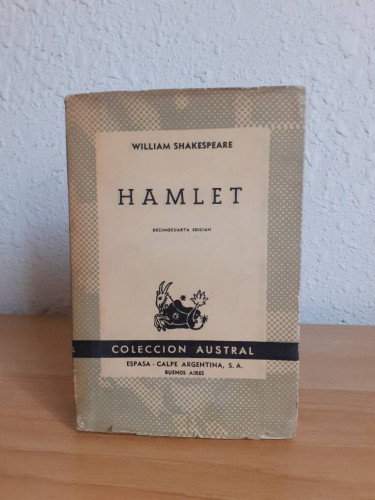 WILLIAM SHAKESPEARE
HAMLET
DECIMOCUARTA EDICION
COLECCION AUSTRAL
ESPASA - CALPE ARGENTINA, S. A.
BUENOS AIRES